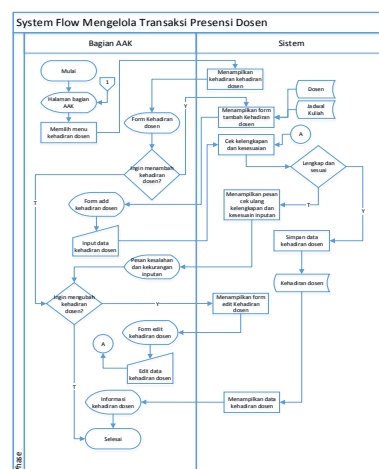 System Flow Mengelola Transaksi Presensi Dosen
Bagian AAK
Sistem
Mulai
1
Menampilkan
kehadiran kehadiran
dosen
Halaman bagian
AAK
Form Kehadiran
dosen
Y
Menampilkan form
tambah Kehadiran
dosen
Dosen
Jadwal
Kuliah
Memilih menu
kehadiran dosen
Cek kelengkapan
dan kesesuaian
A
Ingin menambah
kehadiran
dosen?
Lengkap dan
sesuai
T
Menampilkan pesan
cek ulang
kelengkapan dan
kesesuain inputan
T
Y
Form add
kehadiran dosen
Input data
kehadiran dosen
Simpan data
kehadiran dosen
Pesan kesalahan
dan kekurangan
inputan
Kehadiran dosen
Ingin mengubah
kehadiran
dosen?
Y
Menampilkan form
edit Kehadiran
dosen
Form edit
kehadiran dosen
A
Edit data
kehadiran dosen
T
Informasi
kehadiran dosen
Menampilkan data
kehadiran dosen
Selesai
Phase